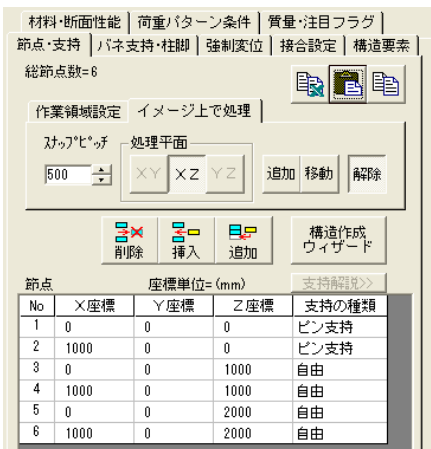 材料・断面性能 荷重パターン条件 質量・注目フラグ
節点・支持 バネ支持・柱脚 強制変位 接合設定 構造要素
総節点数=6
作業領域設定 イメージ上で処理
スナップピッチ 処理平面
500 XY XZ YZ 追加 移動 解除
削除 挿入 追加 構造作成
ウィザード
節点 座標単位=(mm) 支持解説>>
No X座標 Y座標 Z座標 支持の種類
1 0 0 0 ピン支持
2 1000 0 0 ピン支持
3 0 0 1000 自由
4 1000 0 1000 自由
5 0 0 2000 自由
6 1000 0 2000 自由